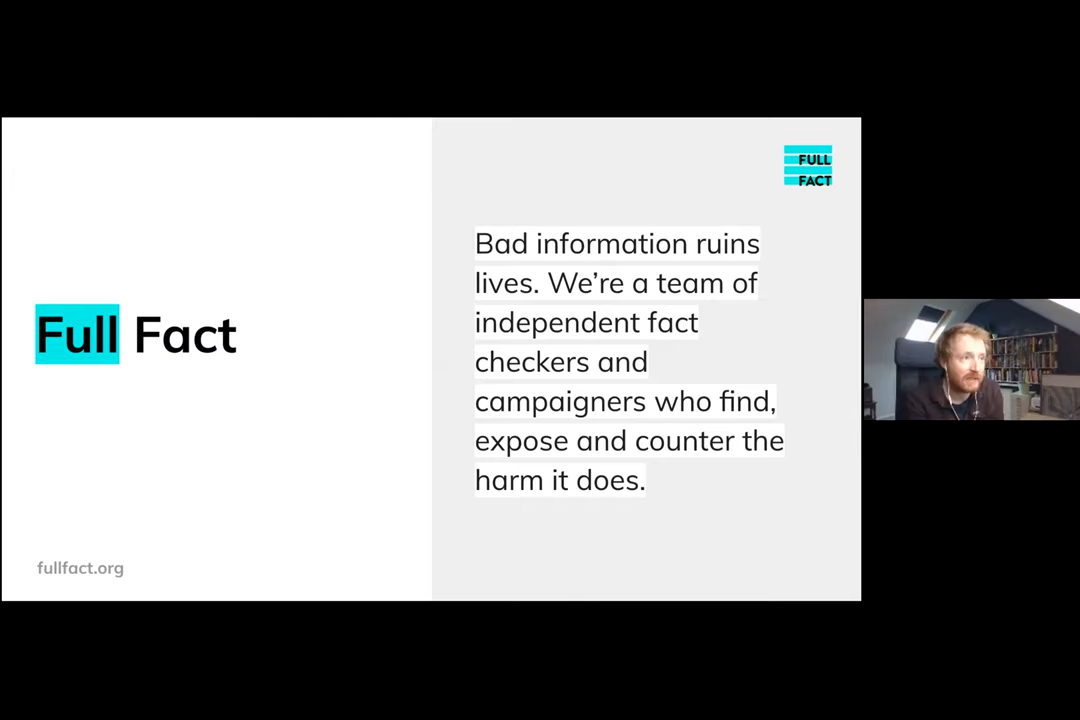 Full Fact
fullfact.org
FULL
FACT
Bad information ruins
lives. We’re a team of
independent fact
checkers and
campaigners who find,
expose and counter the
harm it does.